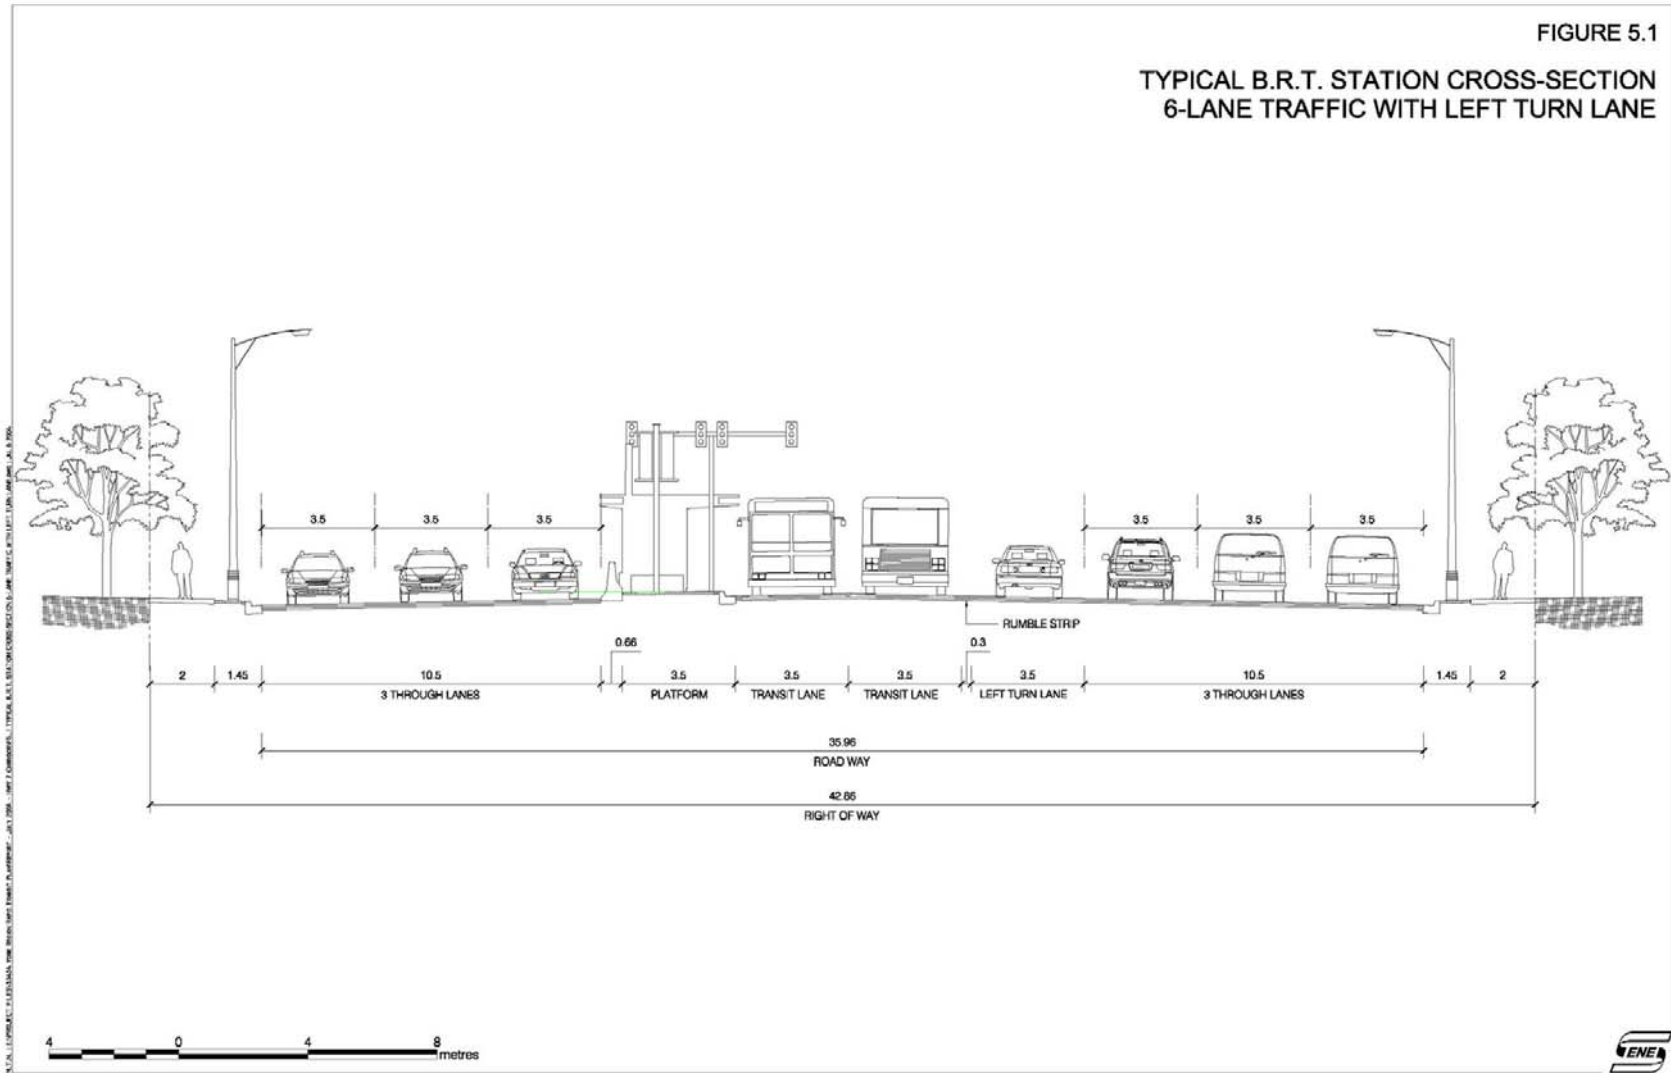 FIGURE 5.1
TYPICAL B.R.T. STATION CROSS-SECTION
6-LANE TRAFFIC WITH LEFT TURN LANE
3.5 3.5 3.5 3.5 3.5 3.5
RUMBLE STRIP
0.66 0.3
2 1.45 10.5 3.5 3.5 3.5 3.5 10.5 1.45 2
3 THROUGH LANES PLATFORM TRANSIT LANE TRANSIT LANE LEFT TURN LANE 3 THROUGH LANES
35.96
ROAD WAY
42.86
RIGHT OF WAY
4 0 4 8
metres
ENE